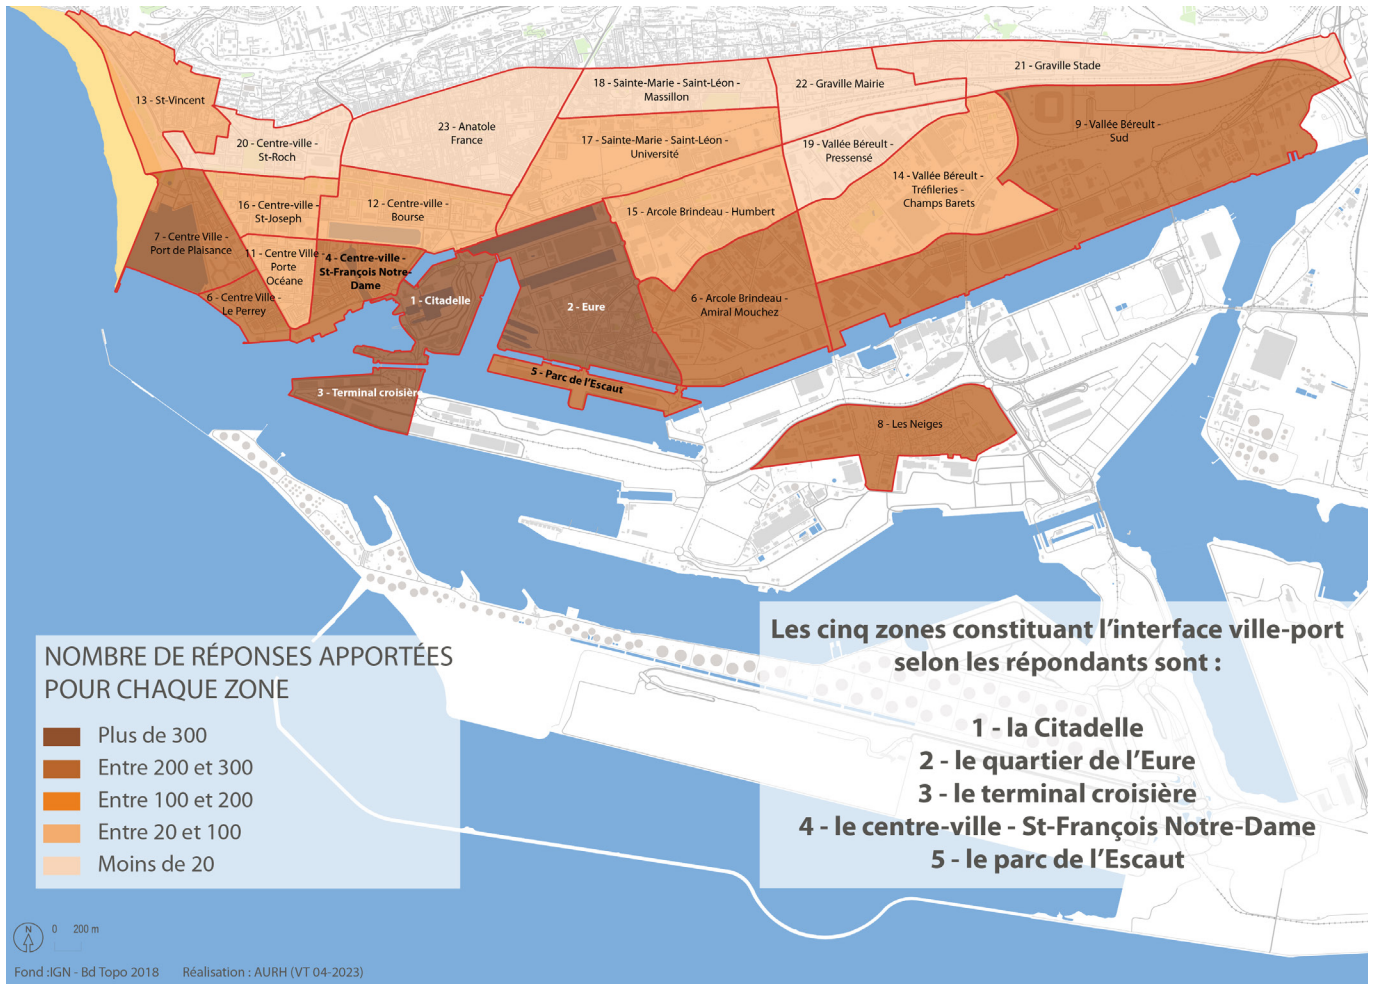 13 - St-Vincent
20 - Centre-ville -
St-Roch
23 - Anatole
France
18 - Sainte-Marie - Saint-Léon -
Massillon
22 - Graville Mairie
21 - Graville Stade
17 - Sainte-Marie - Saint-Léon -
Université
19 - Vallée Béreult -
Pressensé
9 - Vallée Béreult -
Sud
14 - Vallée Béreult -
Tréfileries -
Champs Barets
16 - Centre-ville -
St-Joseph
12 - Centre-ville -
Bourse
15 - Arcole Brindeau - Humbert
7 - Centre Ville -
Port de Plaisance
11 - Centre Ville -
Porte
Océane
4 - Centre-ville -
St-François Notre-
Dame
6 - Centre Ville -
Le Perrey
1 - Citadelle
2 - Eure
6 - Arcole Brindeau -
Amiral Mouchez
5 - Parc de l'Escaut
3 - Terminal croisière
8 - Les Neiges
NOMBRE DE RÉPONSES APPORTÉES
POUR CHAQUE ZONE
Plus de 300
Entre 200 et 300
Entre 100 et 200
Entre 20 et 100
Moins de 20
Les cinq zones constituant l'interface ville-port
selon les répondants sont :
1 - la Citadelle
2 - le quartier de l'Eure
3 - le terminal croisière
4 - le centre-ville - St-François Notre-Dame
5 - le parc de l'Escaut
N
0 200 m
Fond :IGN - Bd Topo 2018 Réalisation : AURH (VT 04-2023)